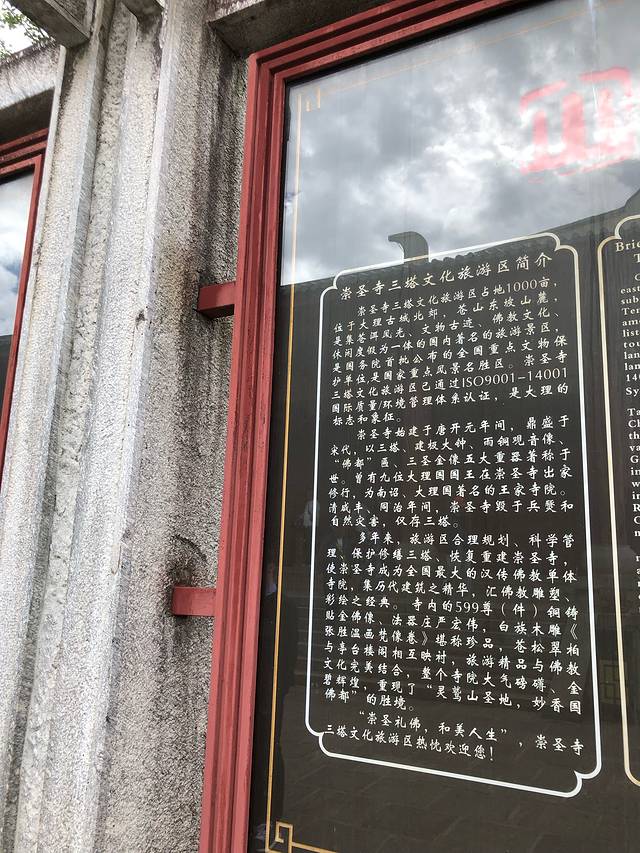 崇圣寺三塔文化旅游区简介
崇圣寺三塔文化旅游区占地1000亩，
位于大理古城北郊，苍山东坡山麓，
是集苍洱风光、文物古迹、佛教文化、
休闲度假为一体的国内著名的旅游景区，
是国务院首批公布的全国重点文物保
护单位，是国家重点风景名胜区。崇圣寺
三塔文化旅游区已通过ISO9001-14001
国际质量/环境管理体系认证，是大理的
标志和象征。
崇圣寺始建于唐开元年间，鼎盛于
宋代，以三塔、建极大钟、雨铜观音像、
“佛都”匾、三圣金像五大重器著称于
世。曾有九位大理国国王在崇圣寺出家
修行，为南诏、大理国著名的王家寺院。
清咸丰、同治年间，崇圣寺毁于兵燹和
自然灾害，仅存三塔。
多年来，旅游区合理规划、科学管
理、保护修缮三塔、恢复重建崇圣寺，
使崇圣寺成为全国最大的汉传佛教单体
寺院，集历代建筑之精华，汇佛教雕塑、
彩绘之经典。寺内的599尊（件）铜铸
贴金佛像、法器庄严宏伟，白族木雕《
张胜温画梵像卷》堪称珍品，苍松翠柏
与亭台楼阁相互映衬，旅游精品与佛教
文化完美结合，整个寺院大气磅礴、金
碧辉煌，重现了“灵鹫山圣地，妙香国
佛都”的胜境。
“崇圣礼佛，和美人生”，崇圣寺
三塔文化旅游区热忱欢迎您！